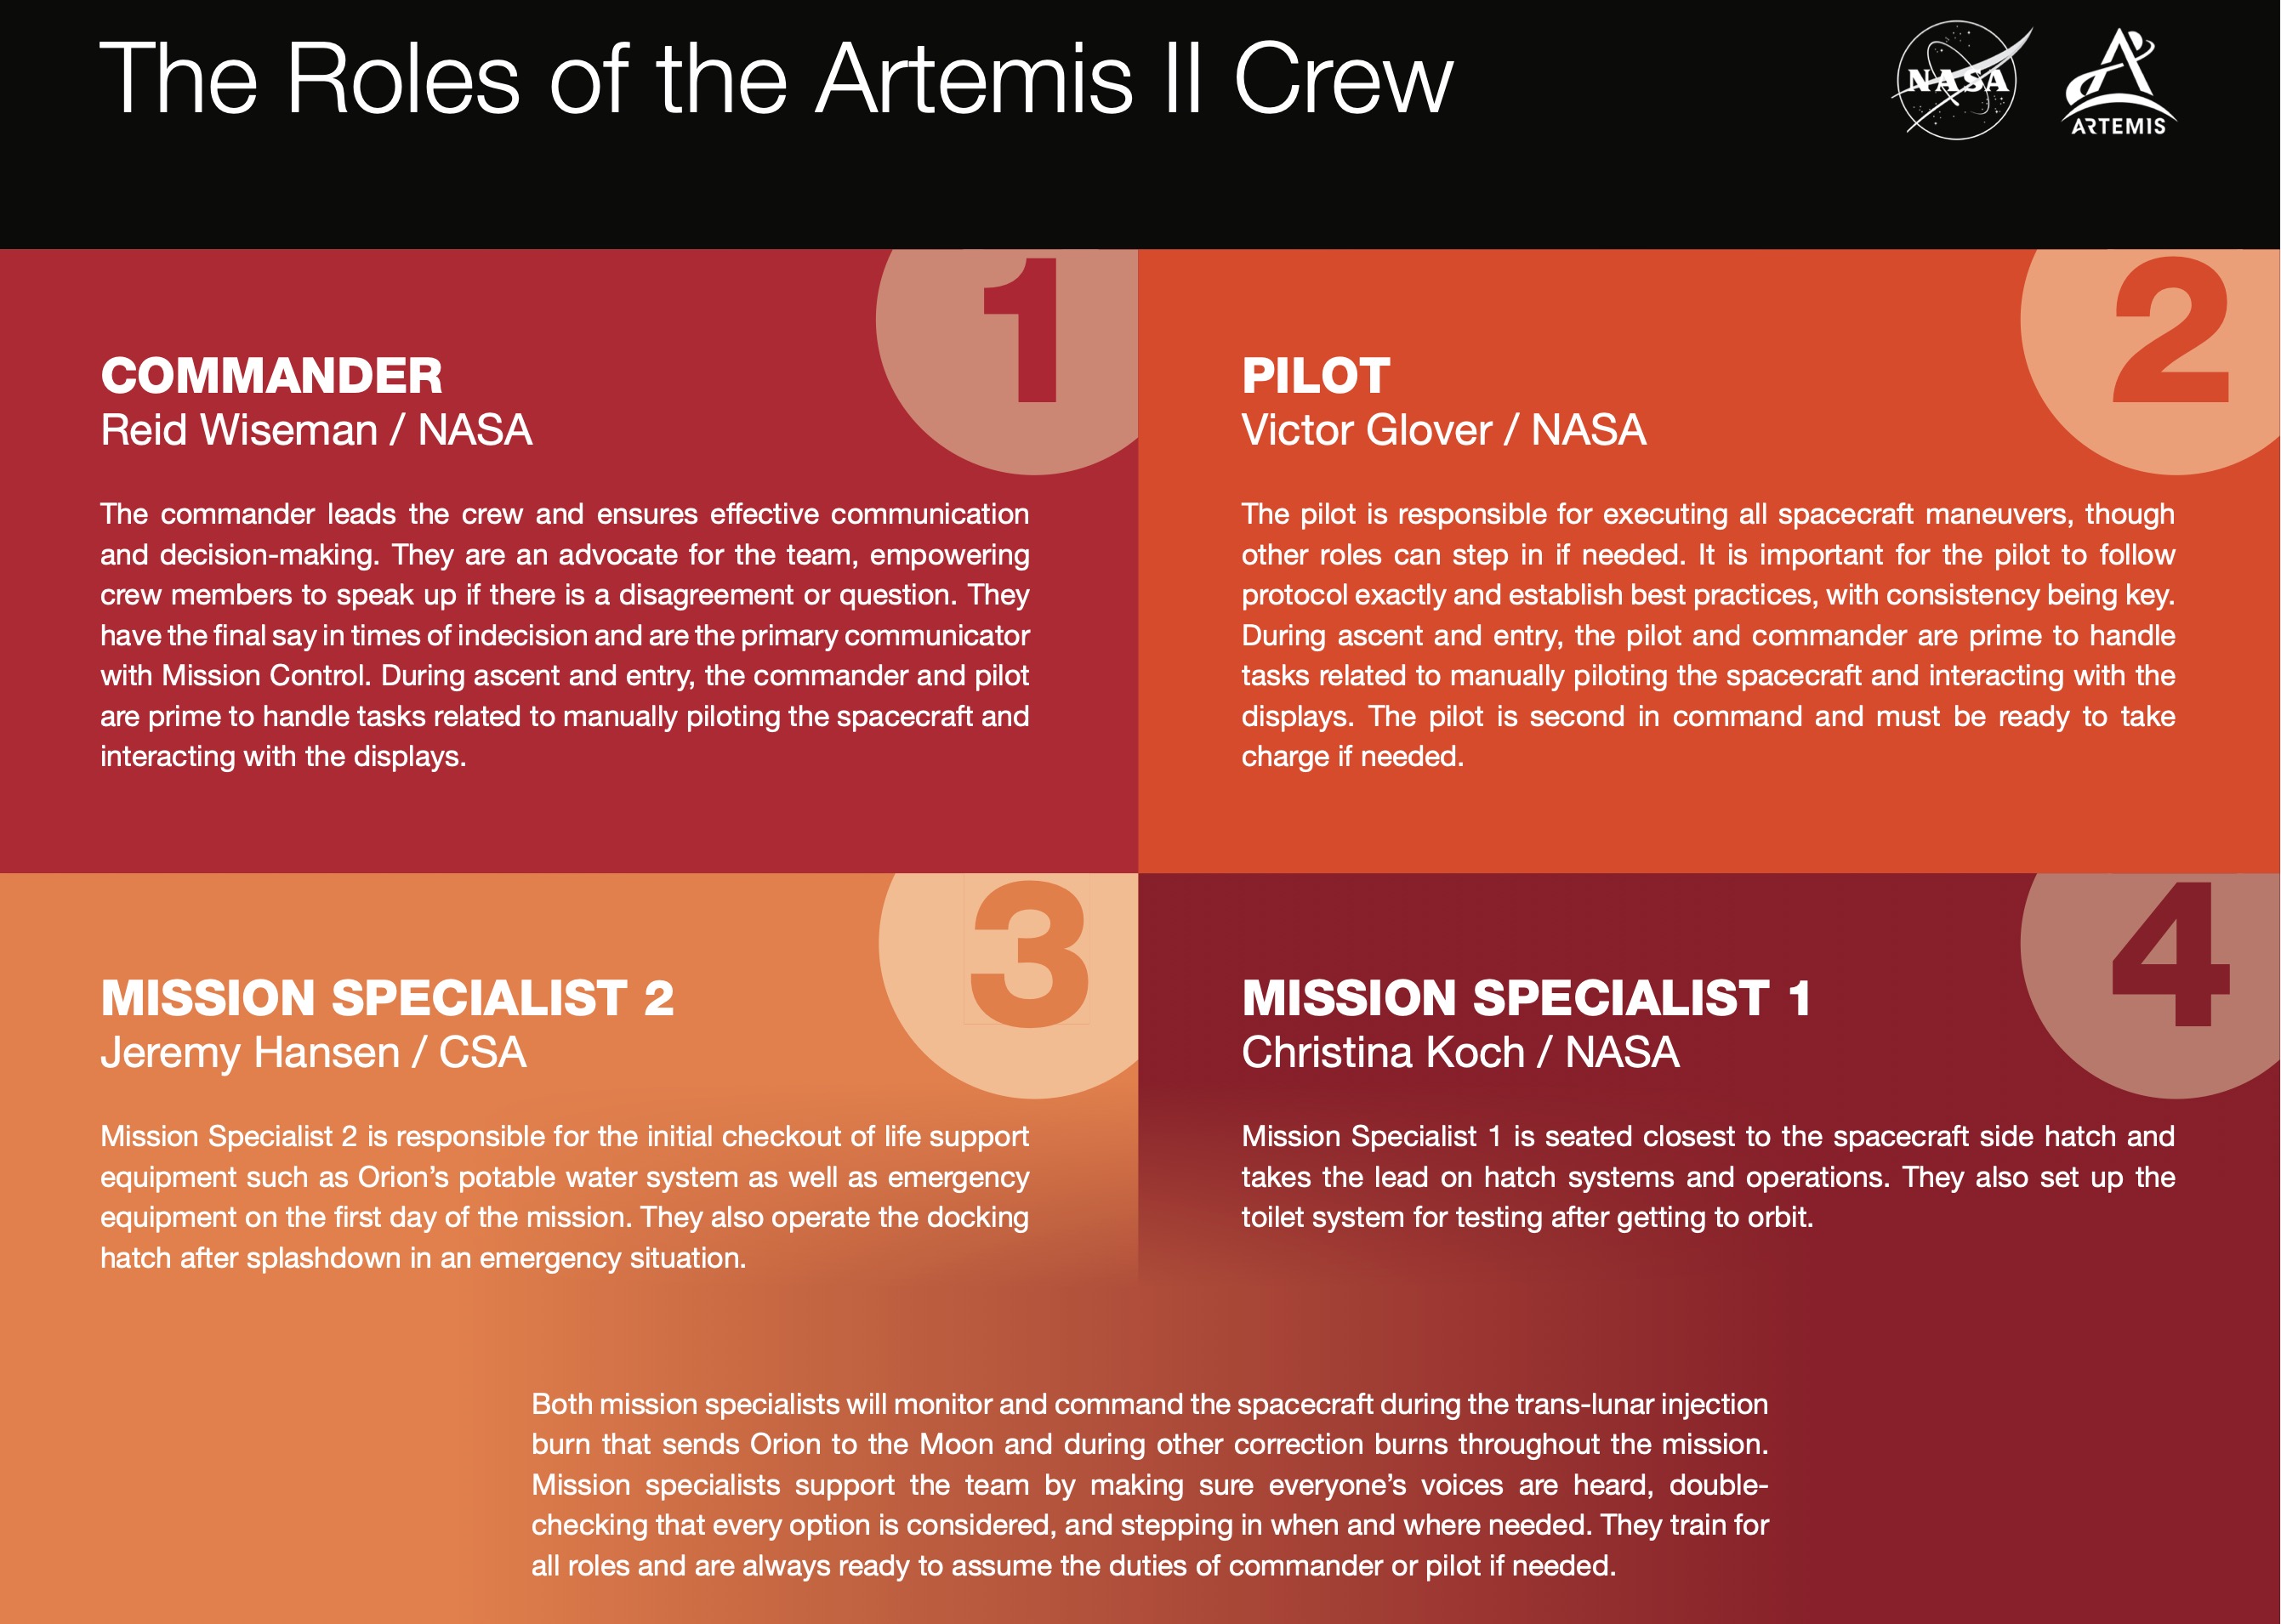 The Roles of the Artemis II Crew
NASA
ARTEMIS
1
COMMANDER
Reid Wiseman / NASA
The commander leads the crew and ensures effective communication
and decision-making. They are an advocate for the team, empowering
crew members to speak up if there is a disagreement or question. They
have the final say in times of indecision and are the primary communicator
with Mission Control. During ascent and entry, the commander and pilot
are prime to handle tasks related to manually piloting the spacecraft and
interacting with the displays.
2
PILOT
Victor Glover / NASA
The pilot is responsible for executing all spacecraft maneuvers, though
other roles can step in if needed. It is important for the pilot to follow
protocol exactly and establish best practices, with consistency being key.
During ascent and entry, the pilot and commander are prime to handle
tasks related to manually piloting the spacecraft and interacting with the
displays. The pilot is second in command and must be ready to take
charge if needed.
3
MISSION SPECIALIST 2
Jeremy Hansen / CSA
Mission Specialist 2 is responsible for the initial checkout of life support
equipment such as Orion’s potable water system as well as emergency
equipment on the first day of the mission. They also operate the docking
hatch after splashdown in an emergency situation.
4
MISSION SPECIALIST 1
Christina Koch / NASA
Mission Specialist 1 is seated closest to the spacecraft side hatch and
takes the lead on hatch systems and operations. They also set up the
toilet system for testing after getting to orbit.
Both mission specialists will monitor and command the spacecraft during the trans-lunar injection
burn that sends Orion to the Moon and during other correction burns throughout the mission.
Mission specialists support the team by making sure everyone’s voices are heard, double-
checking that every option is considered, and stepping in when and where needed. They train for
all roles and are always ready to assume the duties of commander or pilot if needed.